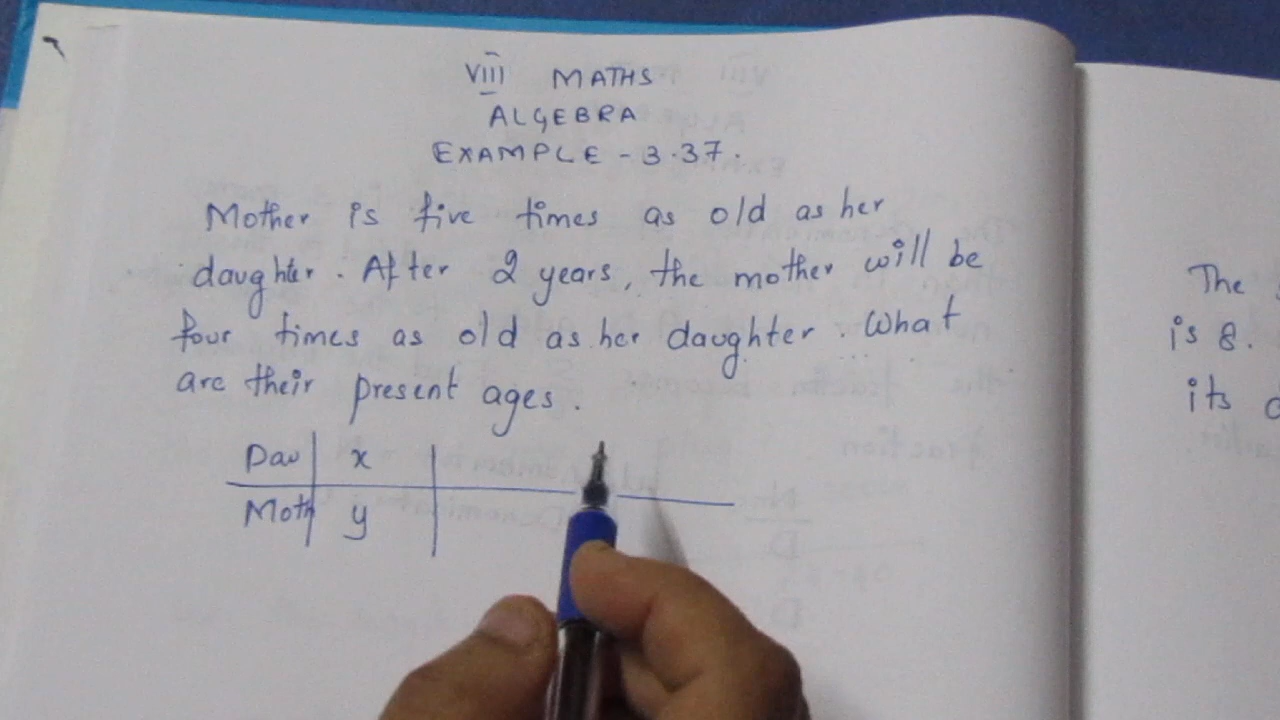 VIII MATHS
ALGEBRA
EXAMPLE - 3.37.
Mother is five times as old as her
daughter. After 2 years, the mother will be
four times as old as her daughter. What
are their present ages.
Dau x
Moth y
The
is 8.
its